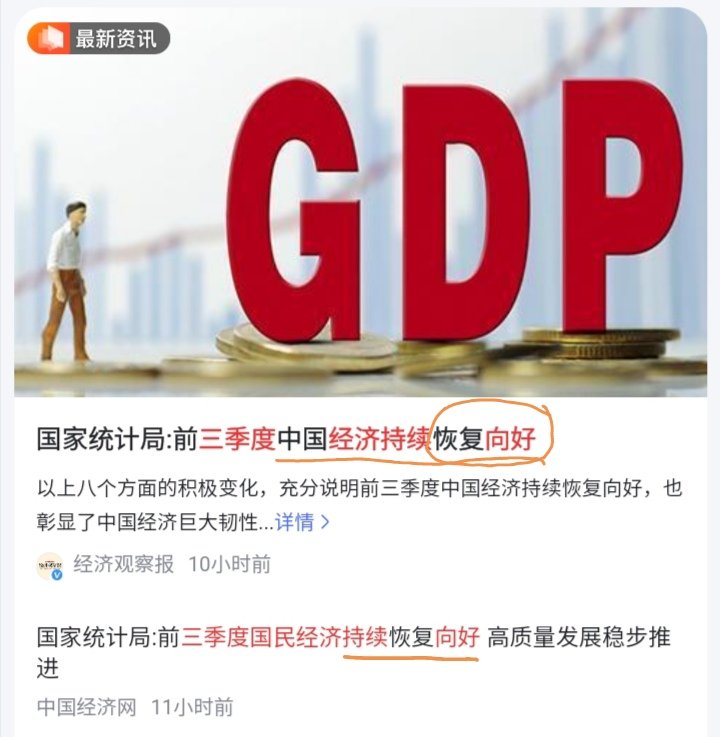 最新资讯
GDP
国家统计局:前三季度中国经济持续恢复向好
以上八个方面的积极变化，充分说明前三季度中国经济持续恢复向好，也
彰显了中国经济巨大韧性...详情 >
经济观察报 10小时前
国家统计局:前三季度国民经济持续恢复向好 高质量发展稳步推
进
中国经济网 11小时前